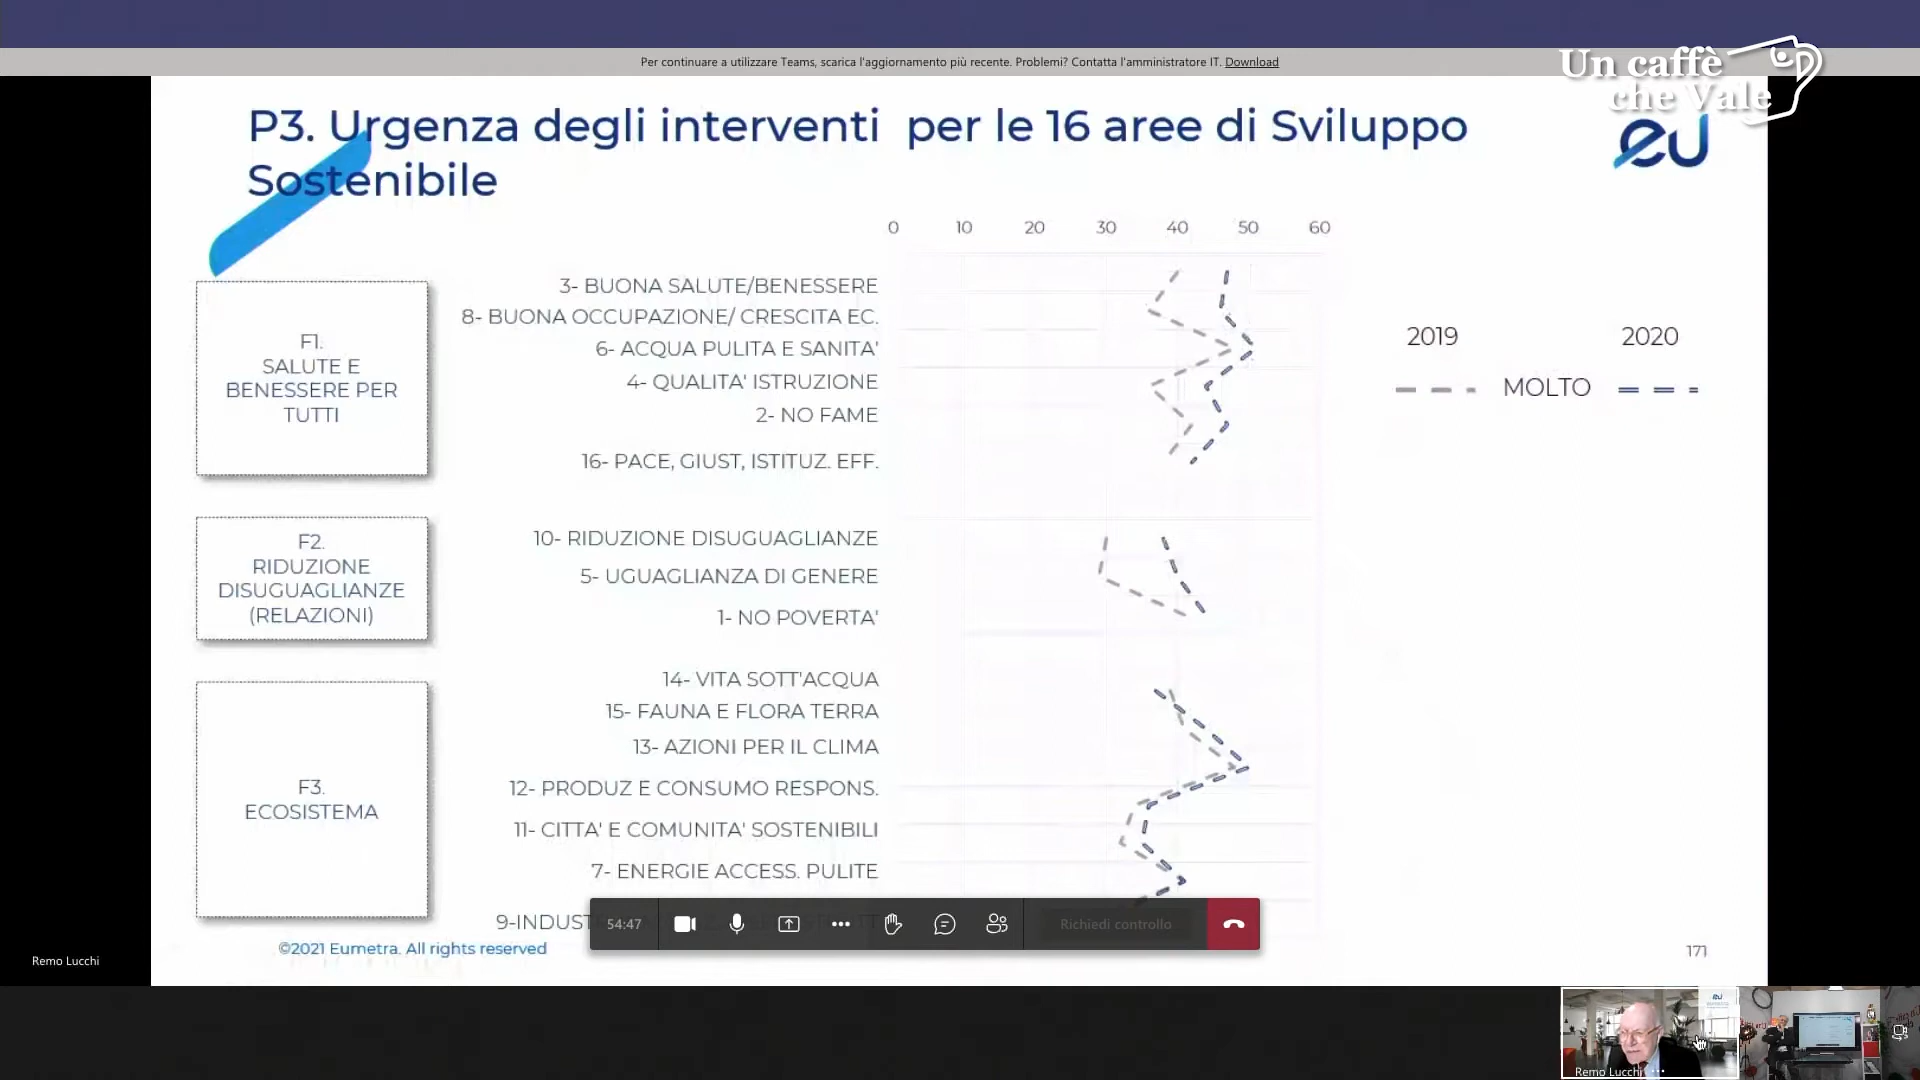 Per continuare a utilizzare Teams, scarica l'aggiornamento più recente. Problemi? Contatta l'amministratore IT. Download
Un caffè
che Vale
P3. Urgenza degli interventi per le 16 aree di Sviluppo
Sostenibile
eu
0 10 20 30 40 50 60
3- BUONA SALUTE/BENESSERE
8- BUONA OCCUPAZIONE/ CRESCITA EC.
6- ACQUA PULITA E SANITA'
4- QUALITA' ISTRUZIONE
2- NO FAME
16- PACE, GIUST, ISTITUZ. EFF.
F1.
SALUTE E
BENESSERE PER
TUTTI
2019 2020
MOLTO
10- RIDUZIONE DISUGUAGLIANZE
5- UGUAGLIANZA DI GENERE
1- NO POVERTA'
F2.
RIDUZIONE
DISUGUAGLIANZE
(RELAZIONI)
14- VITA SOTT'ACQUA
15- FAUNA E FLORA TERRA
13- AZIONI PER IL CLIMA
12- PRODUZ E CONSUMO RESPONS.
11- CITTA' E COMUNITA' SOSTENIBILI
7- ENERGIE ACCESS. PULITE
F3.
ECOSISTEMA
54:47
Richiedi controllo
©2021 Eumetra. All rights reserved
171
Remo Lucchi
Remo Lucchi